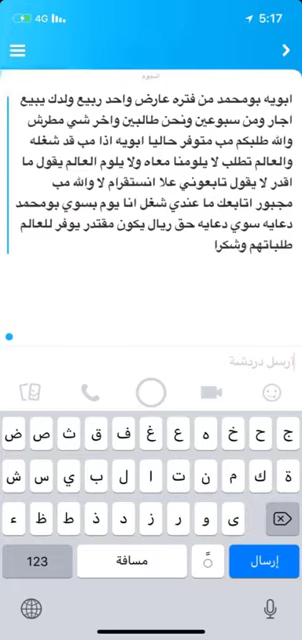 4G
5:17
اليوم
ابويه بومحمد من فتره عارض واحد ربيع ولدك يبيع
اجار ومن سبوعين ونحن طالبين واخر شي مطرش
والله طلبكم مب متوفر حاليا ابويه اذا مب قد شغله
والعالم تطلب لا يلومنا معاه ولا يلوم العالم يقول ما
اقدر لا يقول تابعوني علا انستقرام لا والله مب
مجبور اتابعك ما عندي شغل انا يوم بسوي بومحمد
دعايه سوي دعايه حق ريال يكون مقتدر يوفر للعالم
طلباتهم وشكرا
أرسل دردشة
ض ص ث ق ف غ ع ه خ ح ج
ش س ي ب ل ا ت ن م ك ة
ء ظ ط ذ د ز ر و ى
123
مسافة
إرسال